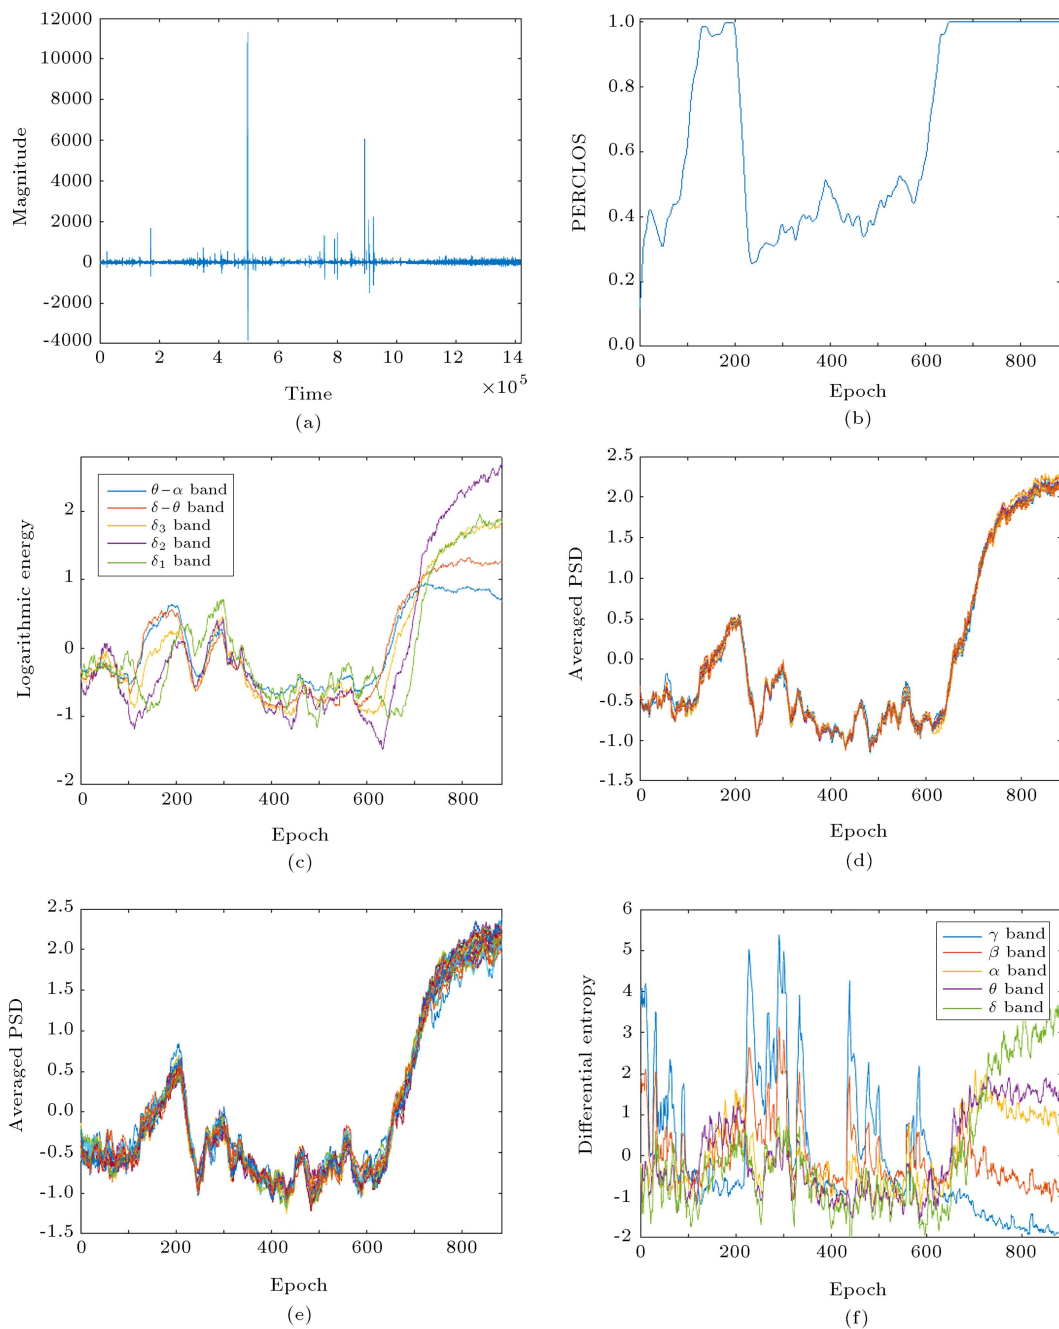 12000
10000
8000
6000
4000
2000
0
-2000
-4000
Magnitude
0 2 4 6 8 10 12 14
×10⁵
Time
(a)
1.0
0.8
0.6
0.4
0.2
0.0
PERCLOS
0 200 400 600 800
Epoch
(b)
2
1
0
-1
-2
Logarithmic energy
θ-α band
δ-θ band
δ₃ band
δ₂ band
δ₁ band
0 200 400 600 800
Epoch
(c)
2.5
2.0
1.5
1.0
0.5
0.0
-0.5
-1.0
-1.5
Averaged PSD
0 200 400 600 800
Epoch
(d)
2.5
2.0
1.5
1.0
0.5
0.0
-0.5
-1.0
-1.5
Averaged PSD
0 200 400 600 800
Epoch
(e)
6
5
4
3
2
1
0
-1
-2
Differential entropy
γ band
β band
α band
θ band
δ band
0 200 400 600 800
Epoch
(f)